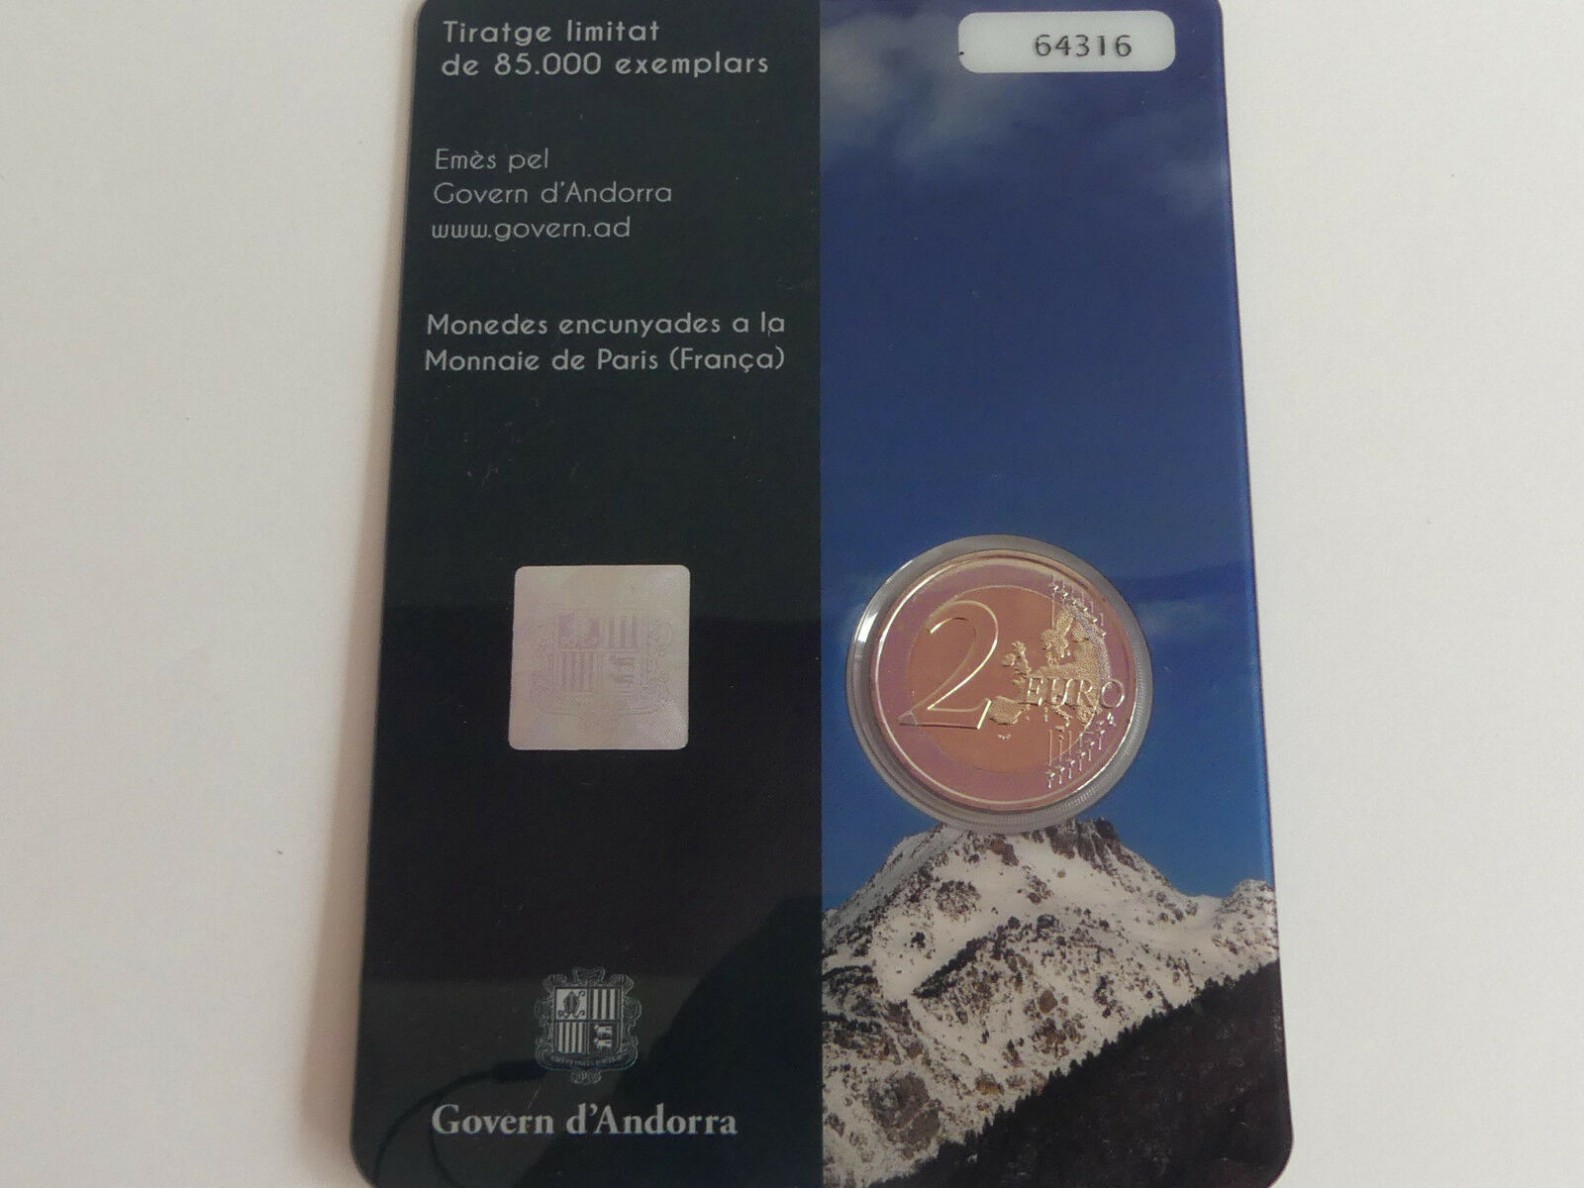 Tiratge limitat
de 85.000 exemplars
64316
Emès pel
Govern d'Andorra
www.govern.ad
Monedes encunyades a la
Monnaie de Paris (França)
2 EURO
Govern d'Andorra